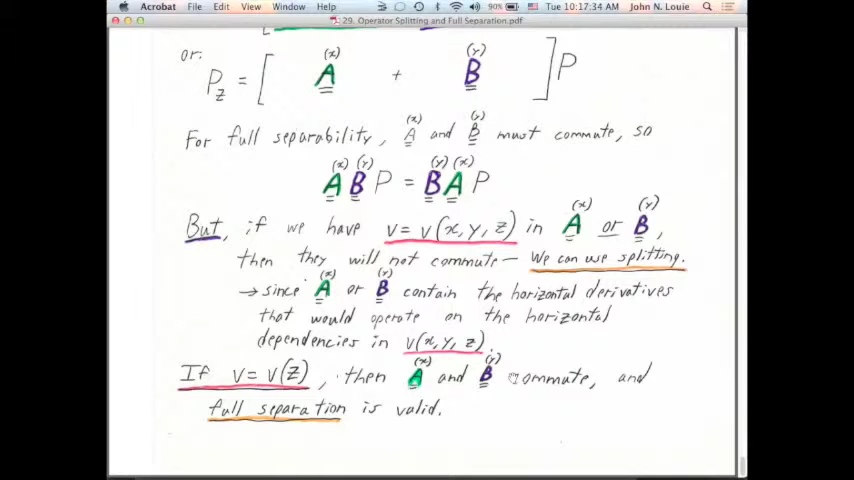 Acrobat File Edit View Window Help 90% Tue 10:17:34 AM John N. Louie
29. Operator Splitting and Full Separation.pdf
or: P_z = [ A^(x) + B^(y) ] P
For full separability, A^(x) and B^(y) must commute, so
A^(x) B^(y) P = B^(y) A^(x) P
But, if we have v = v(x, y, z) in A^(x) or B^(y),
then they will not commute — We can use splitting.
→ since A^(x) or B^(y) contain the horizontal derivatives
that would operate on the horizontal
dependencies in v(x, y, z).
If v = v(z), then A^(x) and B^(y) commute, and
full separation is valid.